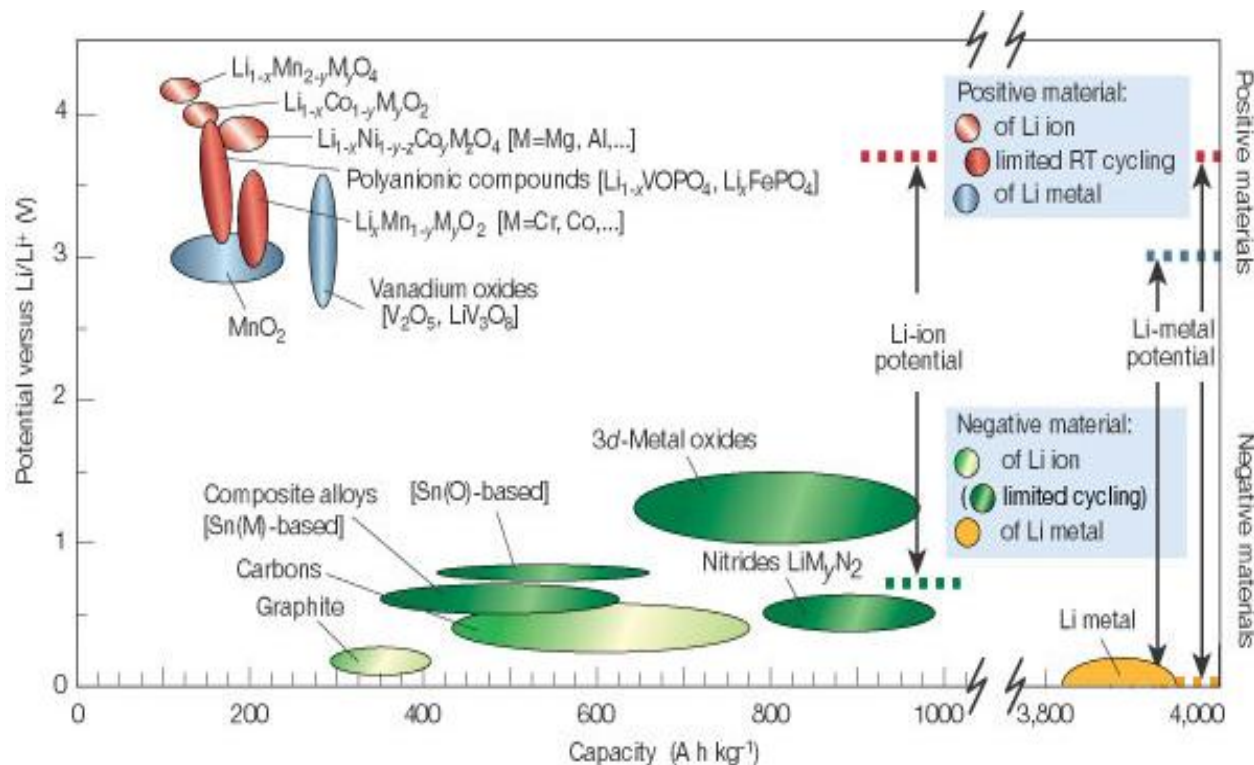 Li₁₋ₓMn₂₋yMyO₄
Li₁₋ₓCo₁₋yMyO₂
Li₁₋ₓNi₁₋y₋zCoyMzO₄ [M=Mg, Al,...]
Polyanionic compounds [Li₁₋ₓVOPO₄, LiₓFePO₄]
LiₓMn₁₋yMyO₂ [M=Cr, Co,...]
MnO₂
Vanadium oxides
[V₂O₅, LiV₃O₈]
Positive material:
of Li ion
limited RT cycling
of Li metal
Li-ion
potential
Li-metal
potential
Negative material:
of Li ion
(limited cycling)
of Li metal
3d-Metal oxides
[Sn(O)-based]
Composite alloys
[Sn(M)-based]
Carbons
Graphite
Nitrides LiMyN₂
Li metal
Positive materials
Negative materials
Potential versus Li/Li⁺ (V)
4
3
2
1
0
0
200
400
600
800
1000
3,800
4,000
Capacity (A h kg⁻¹)